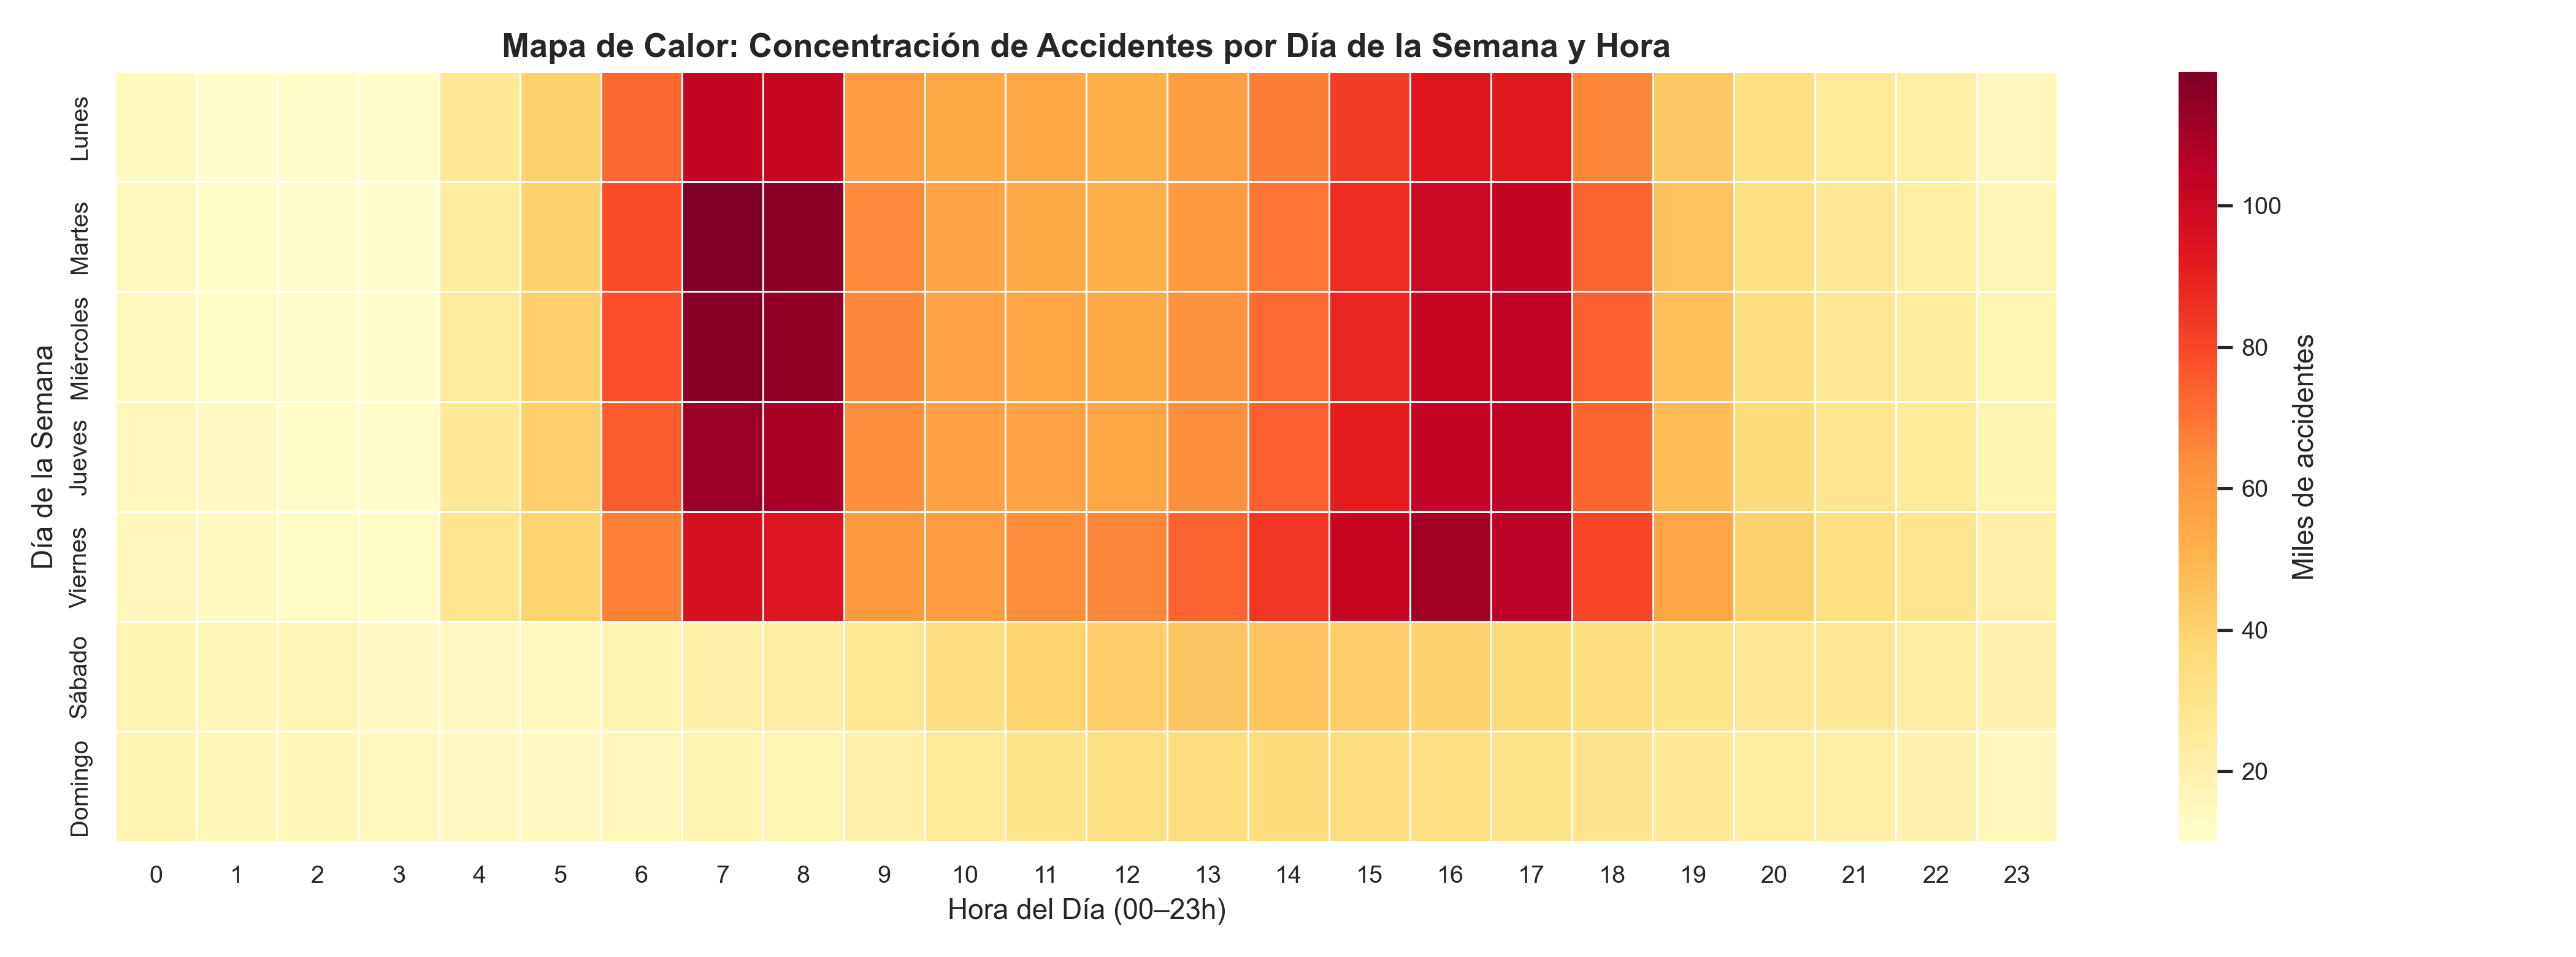 Mapa de Calor: Concentración de Accidentes por Día de la Semana y Hora
Día de la Semana
Lunes
Martes
Miércoles
Jueves
Viernes
Sábado
Domingo
0 1 2 3 4 5 6 7 8 9 10 11 12 13 14 15 16 17 18 19 20 21 22 23
Hora del Día (00–23h)
100
80
60
40
20
Miles de accidentes